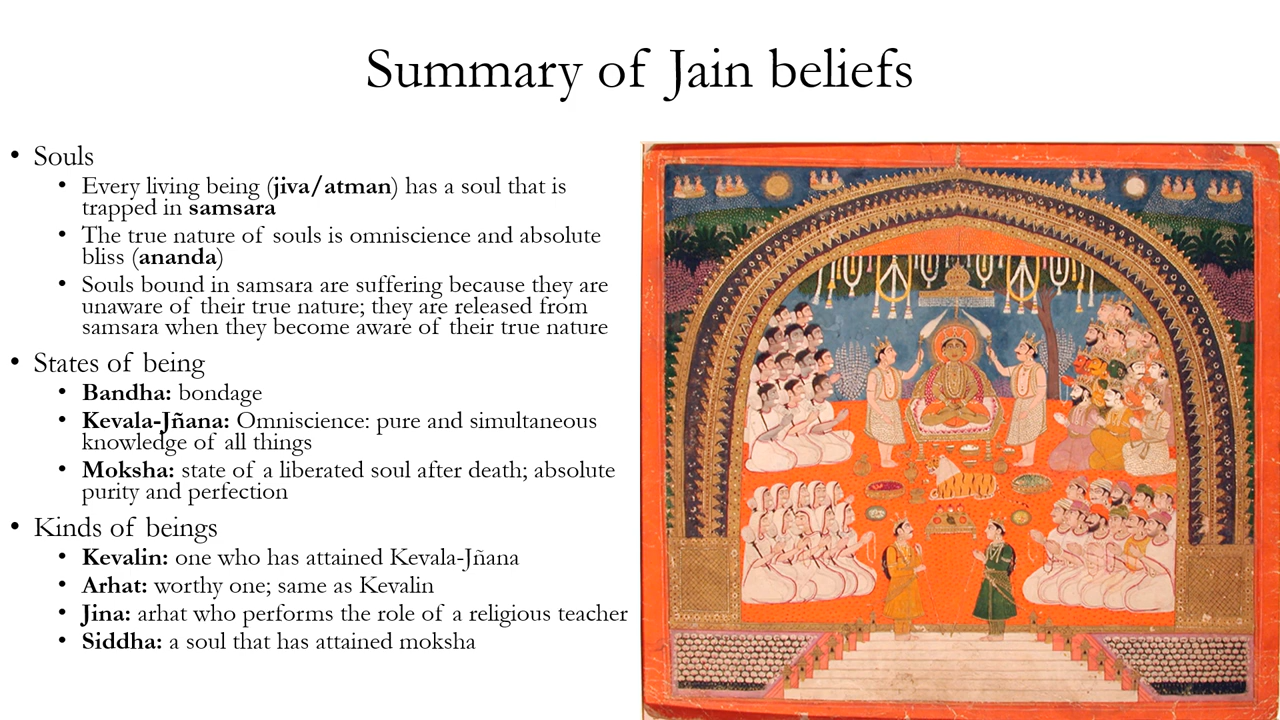 Summary of Jain beliefs
• Souls
• Every living being (jiva/atman) has a soul that is
trapped in samsara
• The true nature of souls is omniscience and absolute
bliss (ananda)
• Souls bound in samsara are suffering because they are
unaware of their true nature; they are released from
samsara when they become aware of their true nature
• States of being
• Bandha: bondage
• Kevala-Jñana: Omniscience: pure and simultaneous
knowledge of all things
• Moksha: state of a liberated soul after death; absolute
purity and perfection
• Kinds of beings
• Kevalin: one who has attained Kevala-Jñana
• Arhat: worthy one; same as Kevalin
• Jina: arhat who performs the role of a religious teacher
• Siddha: a soul that has attained moksha